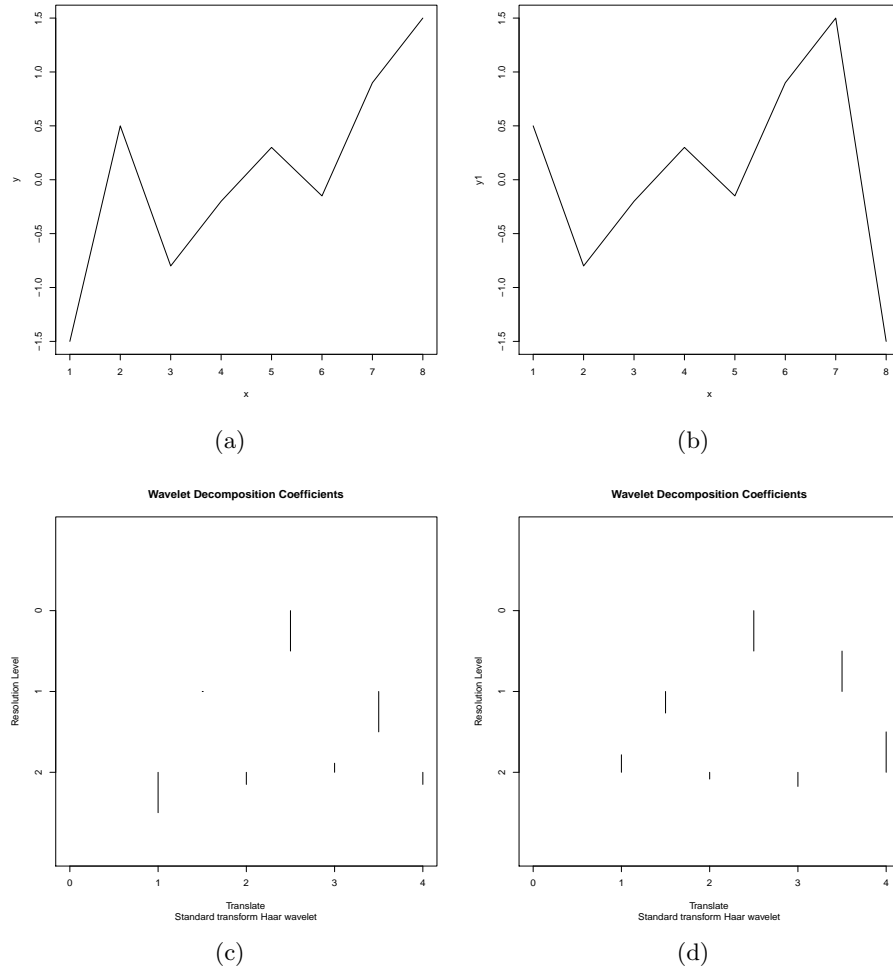 1.5
1.0
0.5
0.0
−0.5
−1.0
−1.5
y
1 2 3 4 5 6 7 8
x
(a)
1.5
1.0
0.5
0.0
−0.5
−1.0
−1.5
y1
1 2 3 4 5 6 7 8
x
(b)
Wavelet Decomposition Coefficients
0
1
2
Resolution Level
0 1 2 3 4
Translate
Standard transform Haar wavelet
(c)
Wavelet Decomposition Coefficients
0
1
2
Resolution Level
0 1 2 3 4
Translate
Standard transform Haar wavelet
(d)